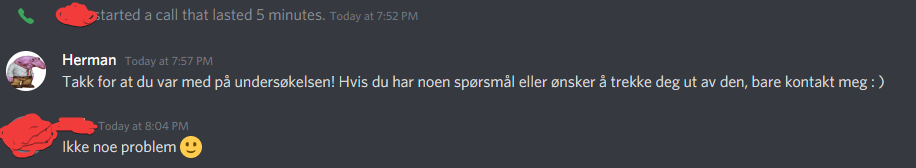 started a call that lasted 5 minutes. Today at 7:52 PM
Herman Today at 7:57 PM
Takk for at du var med på undersøkelsen! Hvis du har noen spørsmål eller ønsker å trekke deg ut av den, bare kontakt meg : )
Today at 8:04 PM
Ikke noe problem